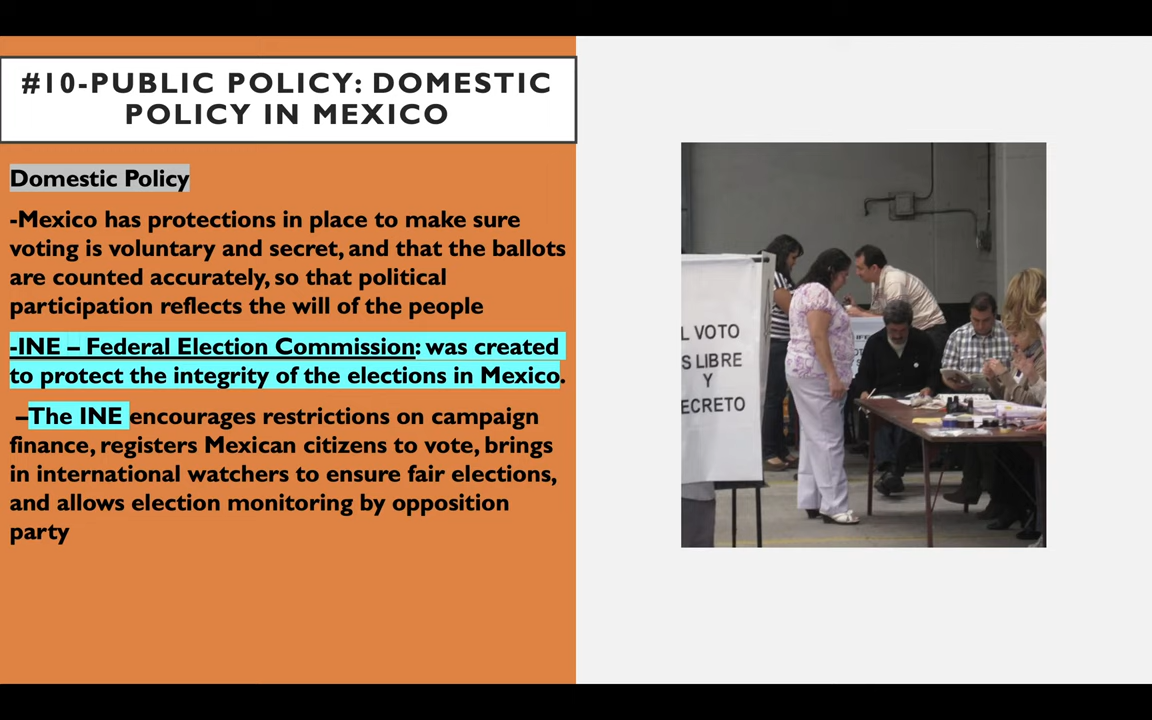 #10-PUBLIC POLICY: DOMESTIC
POLICY IN MEXICO
Domestic Policy
-Mexico has protections in place to make sure
voting is voluntary and secret, and that the ballots
are counted accurately, so that political
participation reflects the will of the people
-INE – Federal Election Commission: was created
to protect the integrity of the elections in Mexico.
–The INE encourages restrictions on campaign
finance, registers Mexican citizens to vote, brings
in international watchers to ensure fair elections,
and allows election monitoring by opposition
party
L VOTO
S LIBRE
Y
ECRETO